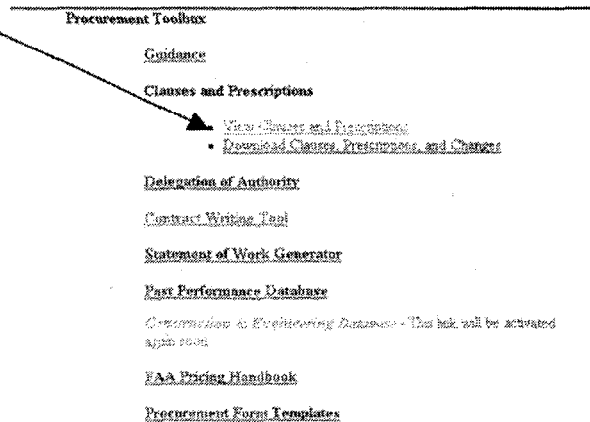 Procurement Toolbox
Guidance
Clauses and Prescriptions
• View Clauses and Prescriptions
• Download Clauses, Prescriptions, and Changes
Delegation of Authority
Contract Writing Tool
Statement of Work Generator
Past Performance Database
Construction & Engineering Database - This link will be activated
again soon
FAA Pricing Handbook
Procurement Form Templates